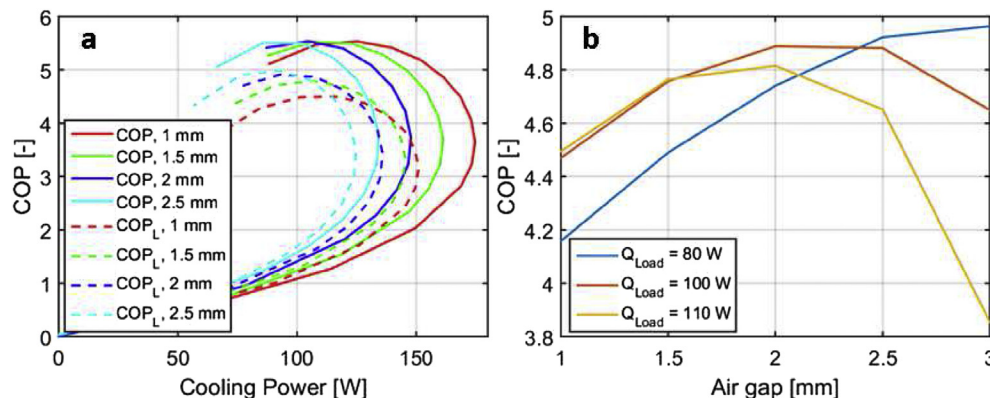 a
COP [-]
6
5
4
3
2
1
0
COP, 1 mm
COP, 1.5 mm
COP, 2 mm
COP, 2.5 mm
COP_L, 1 mm
COP_L, 1.5 mm
COP_L, 2 mm
COP_L, 2.5 mm
0 50 100 150
Cooling Power [W]
b
COP [-]
5
4.8
4.6
4.4
4.2
4
3.8
Q_Load = 80 W
Q_Load = 100 W
Q_Load = 110 W
1 1.5 2 2.5 3
Air gap [mm]